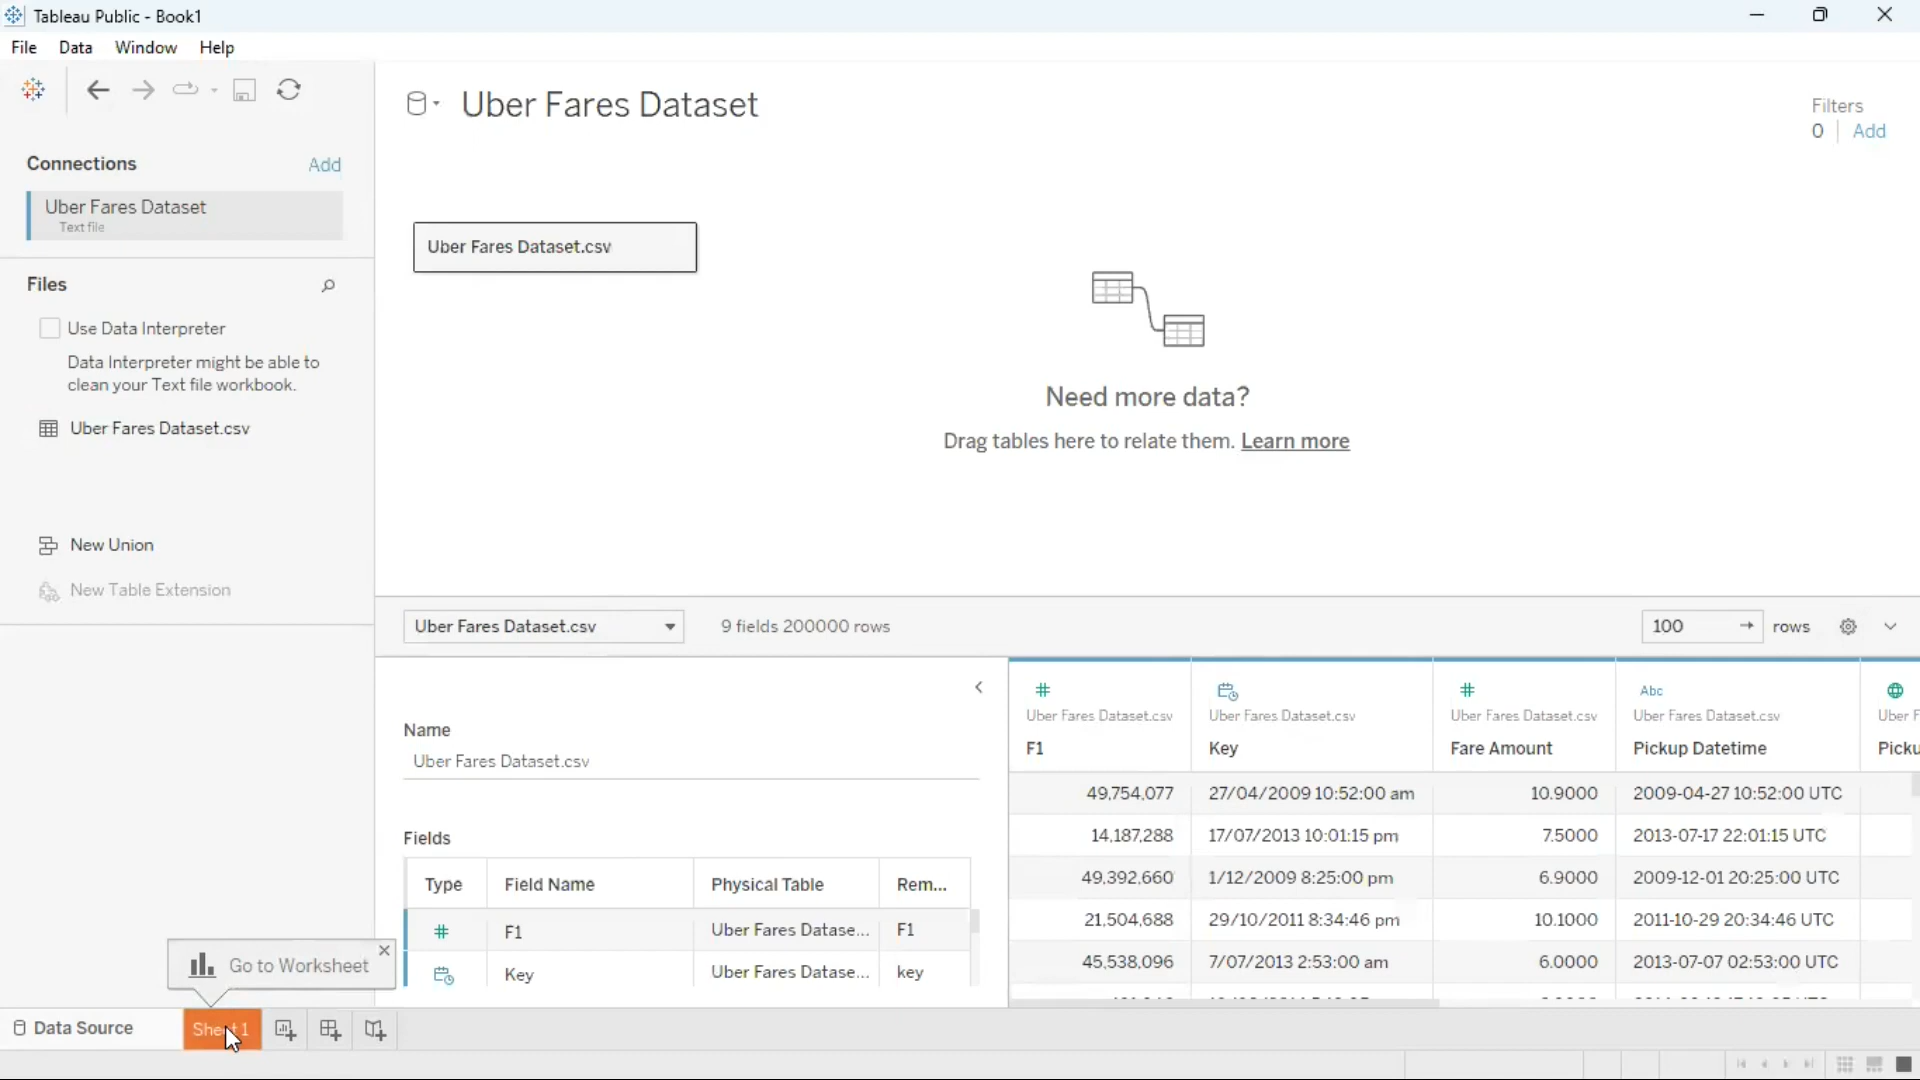 Tableau Public - Book1
File Data Window Help
Connections Add
Uber Fares Dataset
Text file
Files
Use Data Interpreter
Data Interpreter might be able to
clean your Text file workbook.
Uber Fares Dataset.csv
New Union
New Table Extension
Uber Fares Dataset
Filters
0 Add
Uber Fares Dataset.csv
Need more data?
Drag tables here to relate them. Learn more
Uber Fares Dataset.csv 9 fields 200000 rows 100 rows
Name
Uber Fares Dataset.csv
Fields
Type Field Name Physical Table Rem...
# F1 Uber Fares Datase... F1
Key Uber Fares Datase... key
# # Abc
Uber Fares Dataset.csv Uber Fares Dataset.csv Uber Fares Dataset.csv Uber Fares Dataset.csv Uber F
F1 Key Fare Amount Pickup Datetime Picku
49,754,077 27/04/2009 10:52:00 am 10.9000 2009-04-27 10:52:00 UTC
14,187,288 17/07/2013 10:01:15 pm 7.5000 2013-07-17 22:01:15 UTC
49,392,660 1/12/2009 8:25:00 pm 6.9000 2009-12-01 20:25:00 UTC
21,504,688 29/10/2011 8:34:46 pm 10.1000 2011-10-29 20:34:46 UTC
45,538,096 7/07/2013 2:53:00 am 6.0000 2013-07-07 02:53:00 UTC
Go to Worksheet
Data Source Sheet 1